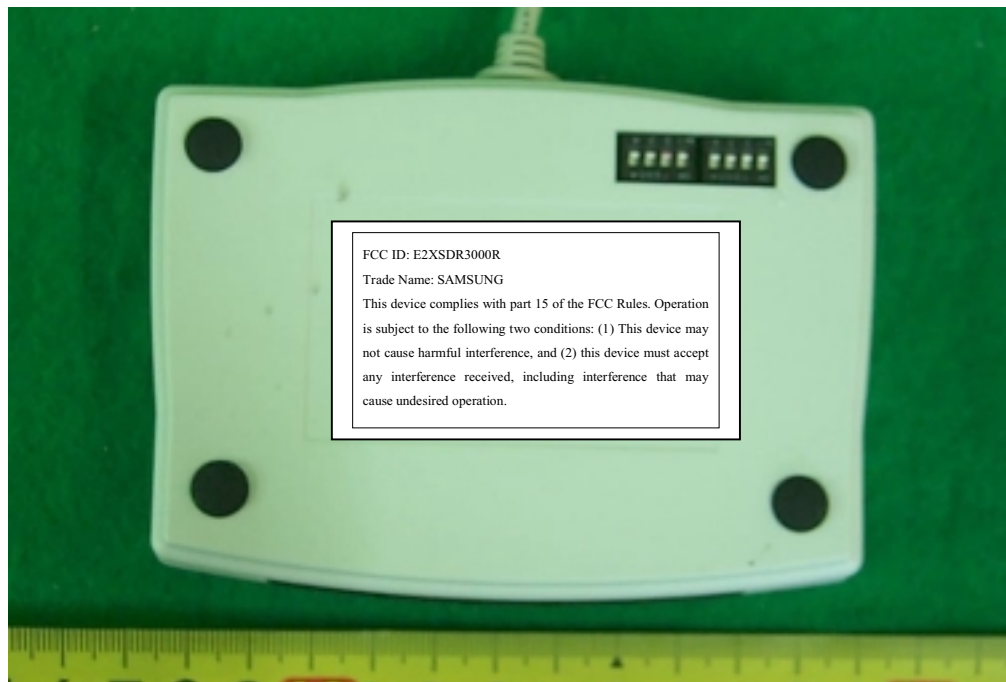 FCC ID: E2XSDR3000R
Trade Name: SAMSUNG
This device complies with part 15 of the FCC Rules. Operation
is subject to the following two conditions: (1) This device may
not cause harmful interference, and (2) this device must accept
any interference received, including interference that may
cause undesired operation.